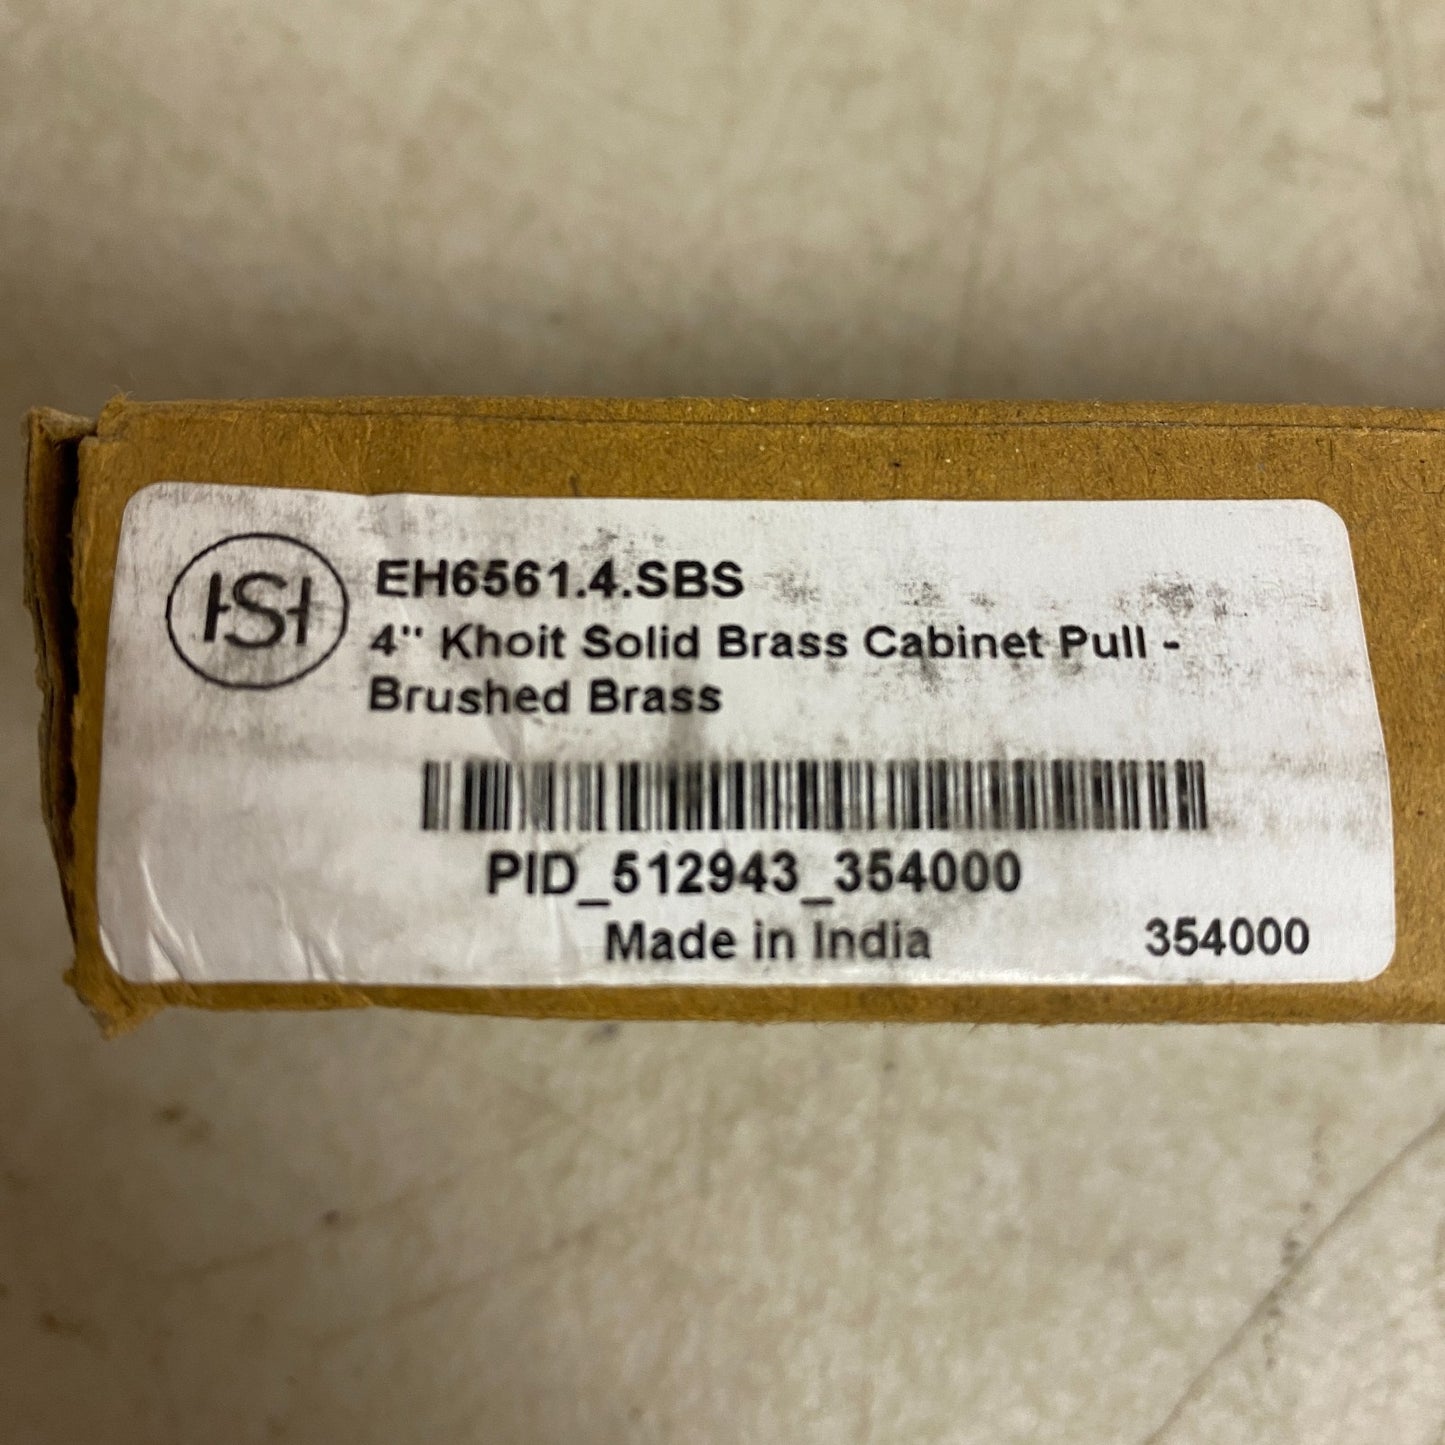 HSH
EH6561.4.SBS
4" Khoit Solid Brass Cabinet Pull -
Brushed Brass
PID_512943_354000
Made in India 354000